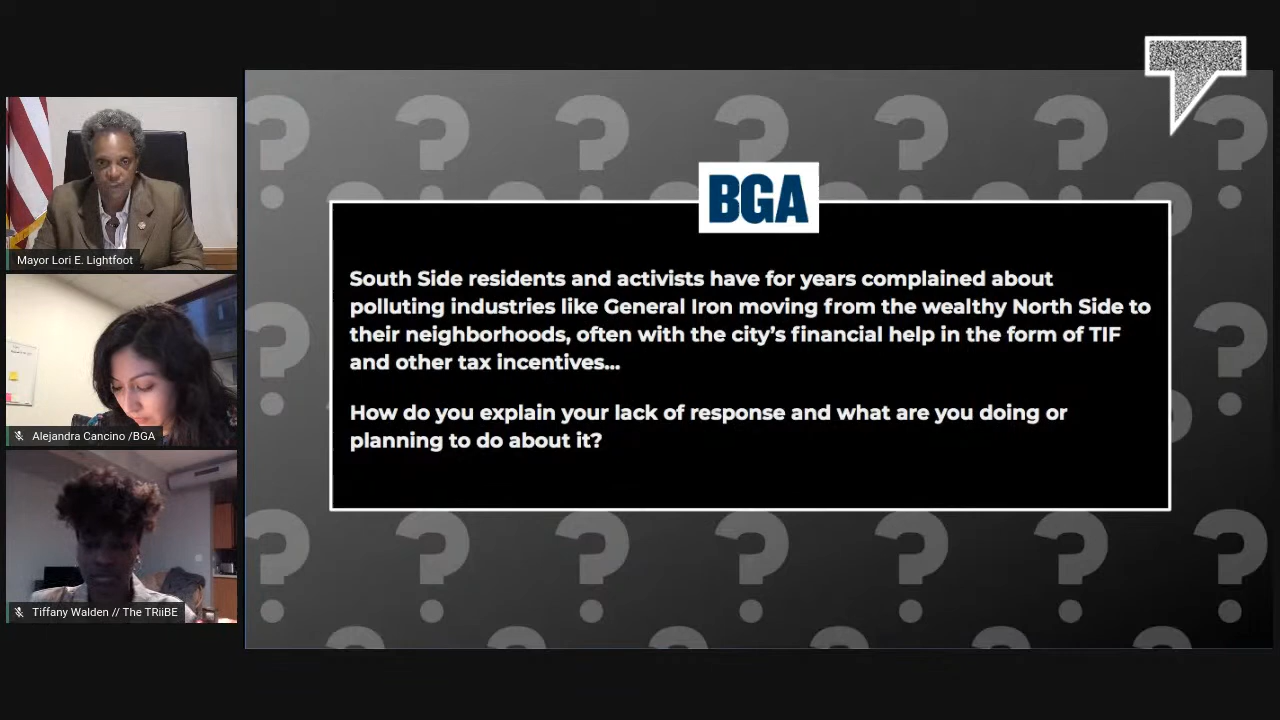 Mayor Lori E. Lightfoot
Alejandra Cancino /BGA
Tiffany Walden // The TRiiBE
BGA
South Side residents and activists have for years complained about
polluting industries like General Iron moving from the wealthy North Side to
their neighborhoods, often with the city's financial help in the form of TIF
and other tax incentives...
How do you explain your lack of response and what are you doing or
planning to do about it?